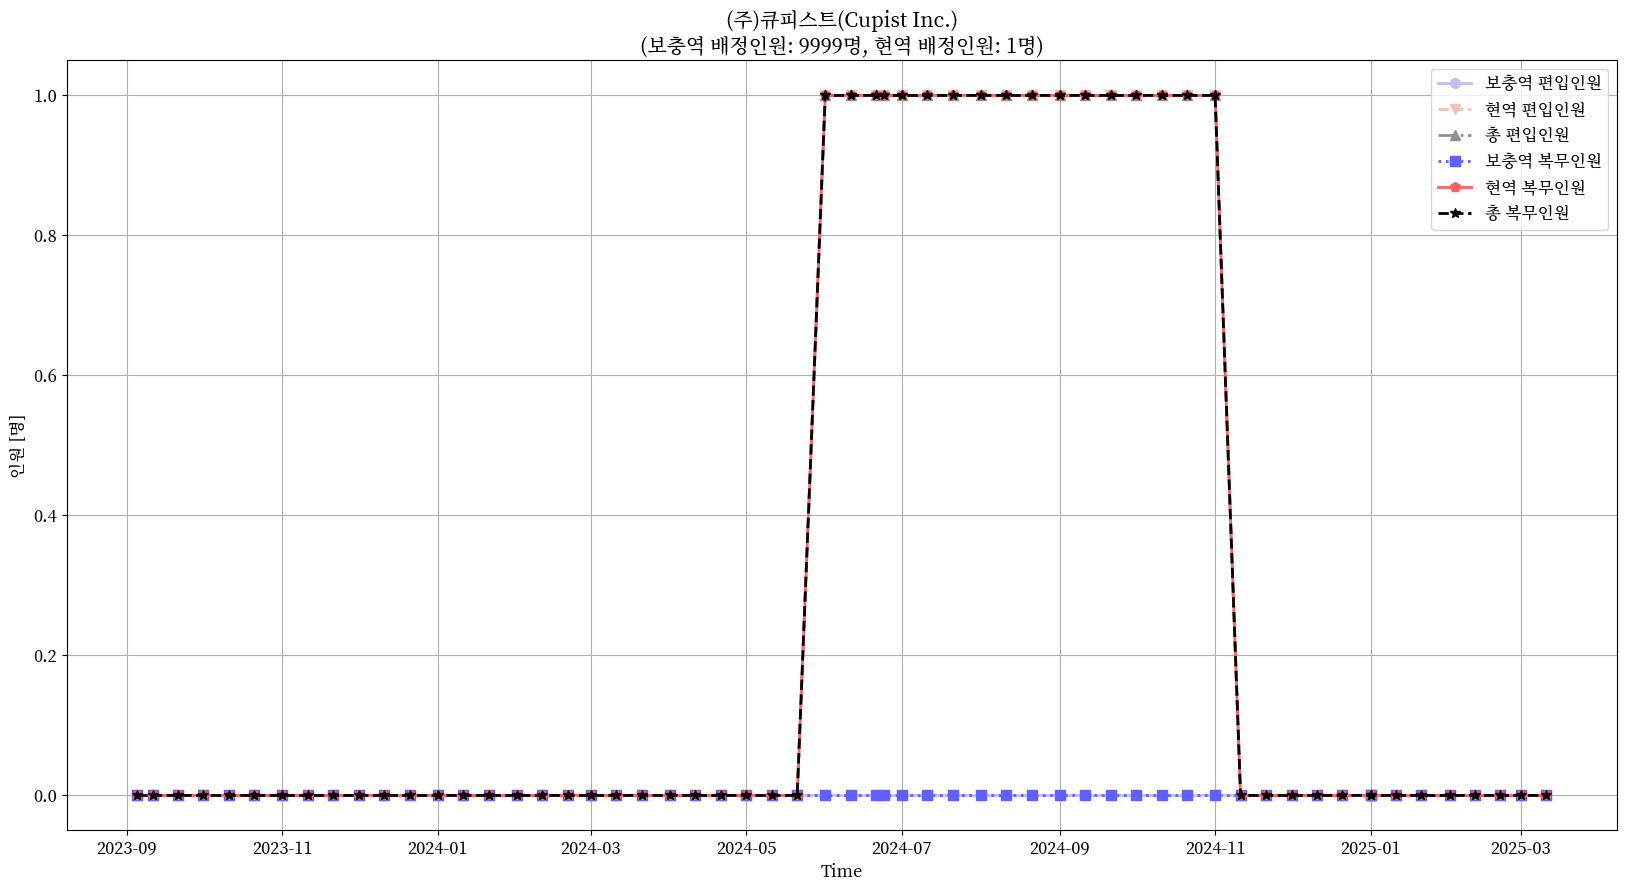 (주)큐피스트(Cupist Inc.)
(보충역 배정인원: 9999명, 현역 배정인원: 1명)
보충역 편입인원
현역 편입인원
총 편입인원
보충역 복무인원
현역 복무인원
총 복무인원
인원 [명]
1.0
0.8
0.6
0.4
0.2
0.0
2023-09 2023-11 2024-01 2024-03 2024-05 2024-07 2024-09 2024-11 2025-01 2025-03
Time